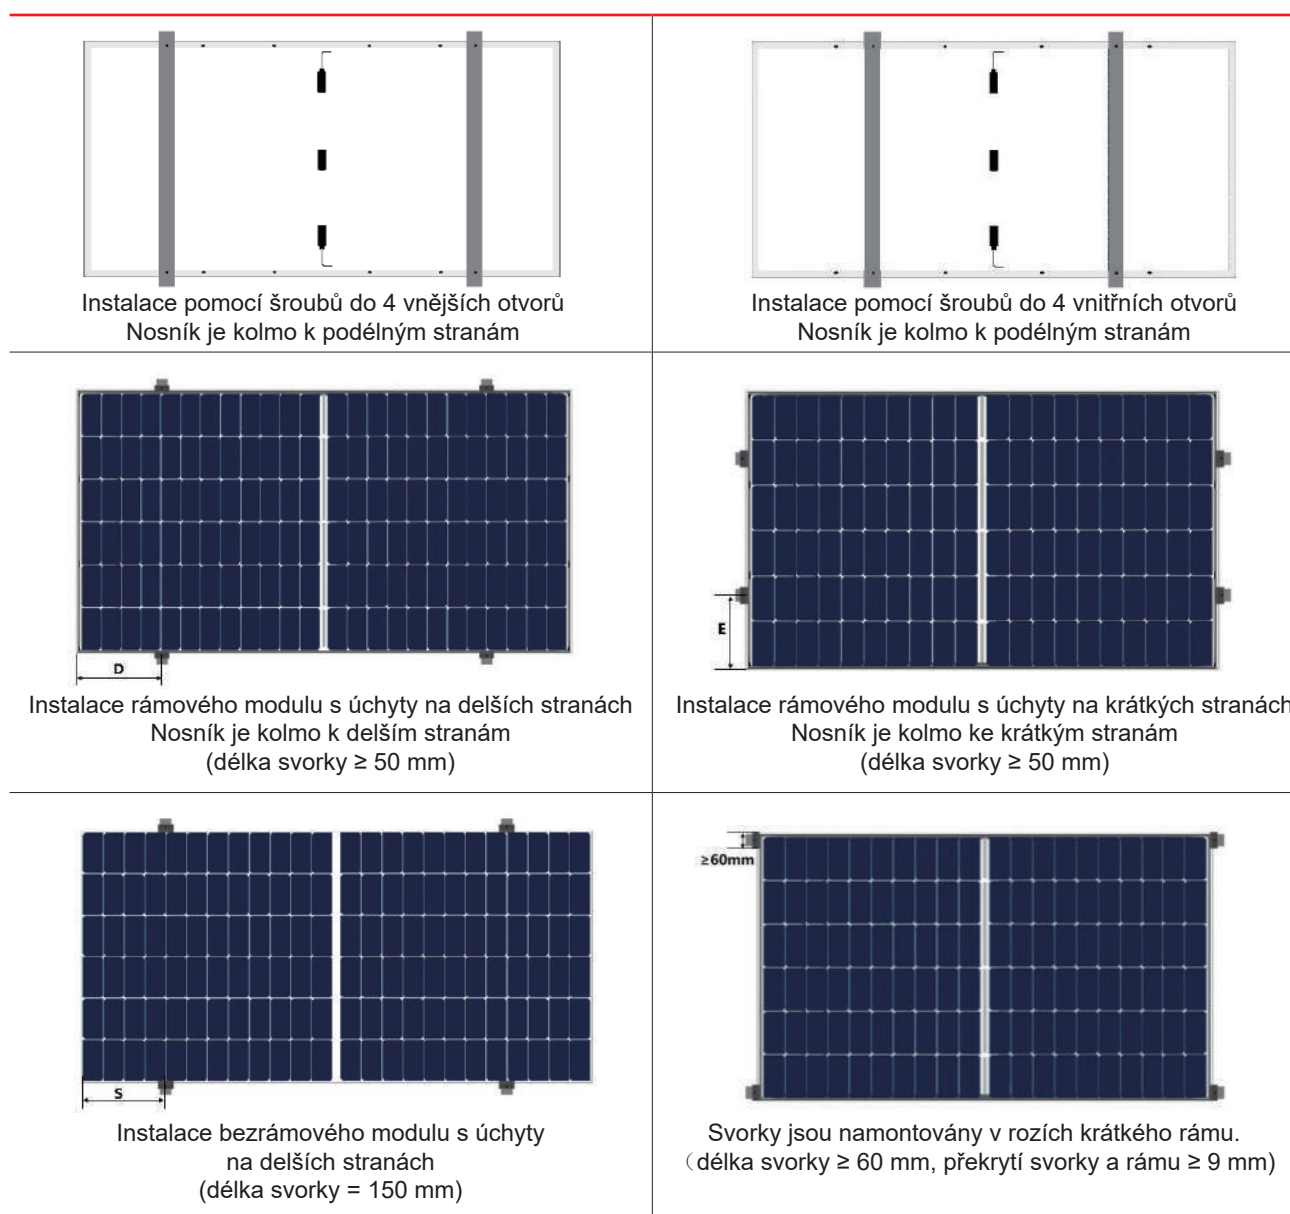 Instalace pomocí šroubů do 4 vnějších otvorů
Nosník je kolmo k podélným stranám
Instalace pomocí šroubů do 4 vnitřních otvorů
Nosník je kolmo k podélným stranám
D
Instalace rámového modulu s úchyty na delších stranách
Nosník je kolmo k delším stranám
(délka svorky ≥ 50 mm)
E
Instalace rámového modulu s úchyty na krátkých stranách
Nosník je kolmo ke krátkým stranám
(délka svorky ≥ 50 mm)
S
Instalace bezrámového modulu s úchyty
na delších stranách
(délka svorky = 150 mm)
≥60mm
Svorky jsou namontovány v rozích krátkého rámu.
（délka svorky ≥ 60 mm, překrytí svorky a rámu ≥ 9 mm)